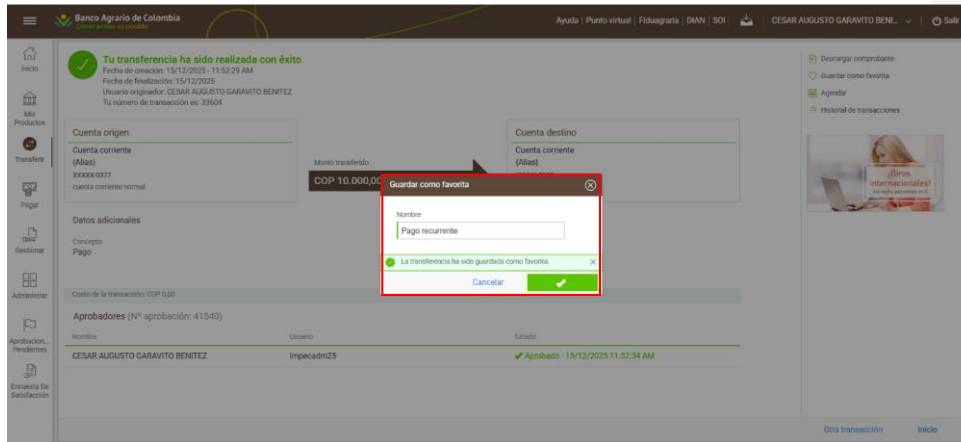 Banco Agrario de Colombia
Ayuda | Punto virtual | Fiduagraria | DIAN | SOI
CESAR AUGUSTO GARAVITO BENI...
Salir
Inicio
Mis
Productos
Transferir
Pagar
Gestionar
Administrar
Aprobacion...
Pendientes
Encuesta De
Satisfacción
Tu transferencia ha sido realizada con éxito
Fecha de creación: 15/12/2025 - 11:52:29 AM
Fecha de finalización: 15/12/2025
Usuario originador: CESAR AUGUSTO GARAVITO BENITEZ
Tu número de transacción es: 33604
Cuenta origen
Cuenta corriente
(Alias)
XXXXX 0377
cuenta corriente normal
Monto transferido
COP 10.000,00
Cuenta destino
Cuenta corriente
(Alias)
Datos adicionales
Concepto
Pago
Guardar como favorita
Nombre
Pago recurrente
La transferencia ha sido guardada como favorita.
Cancelar
Costo de la transacción: COP 0,00
Aprobadores (Nº aprobación: 41540)
Nombre Usuario Estado
CESAR AUGUSTO GARAVITO BENITEZ Impecadm25 Aprobado - 15/12/2025 11:52:34 AM
Descargar comprobante
Guardar como favorita
Agendar
Historial de transacciones
¡Giros
internacionales!
Otra transacción
Inicio